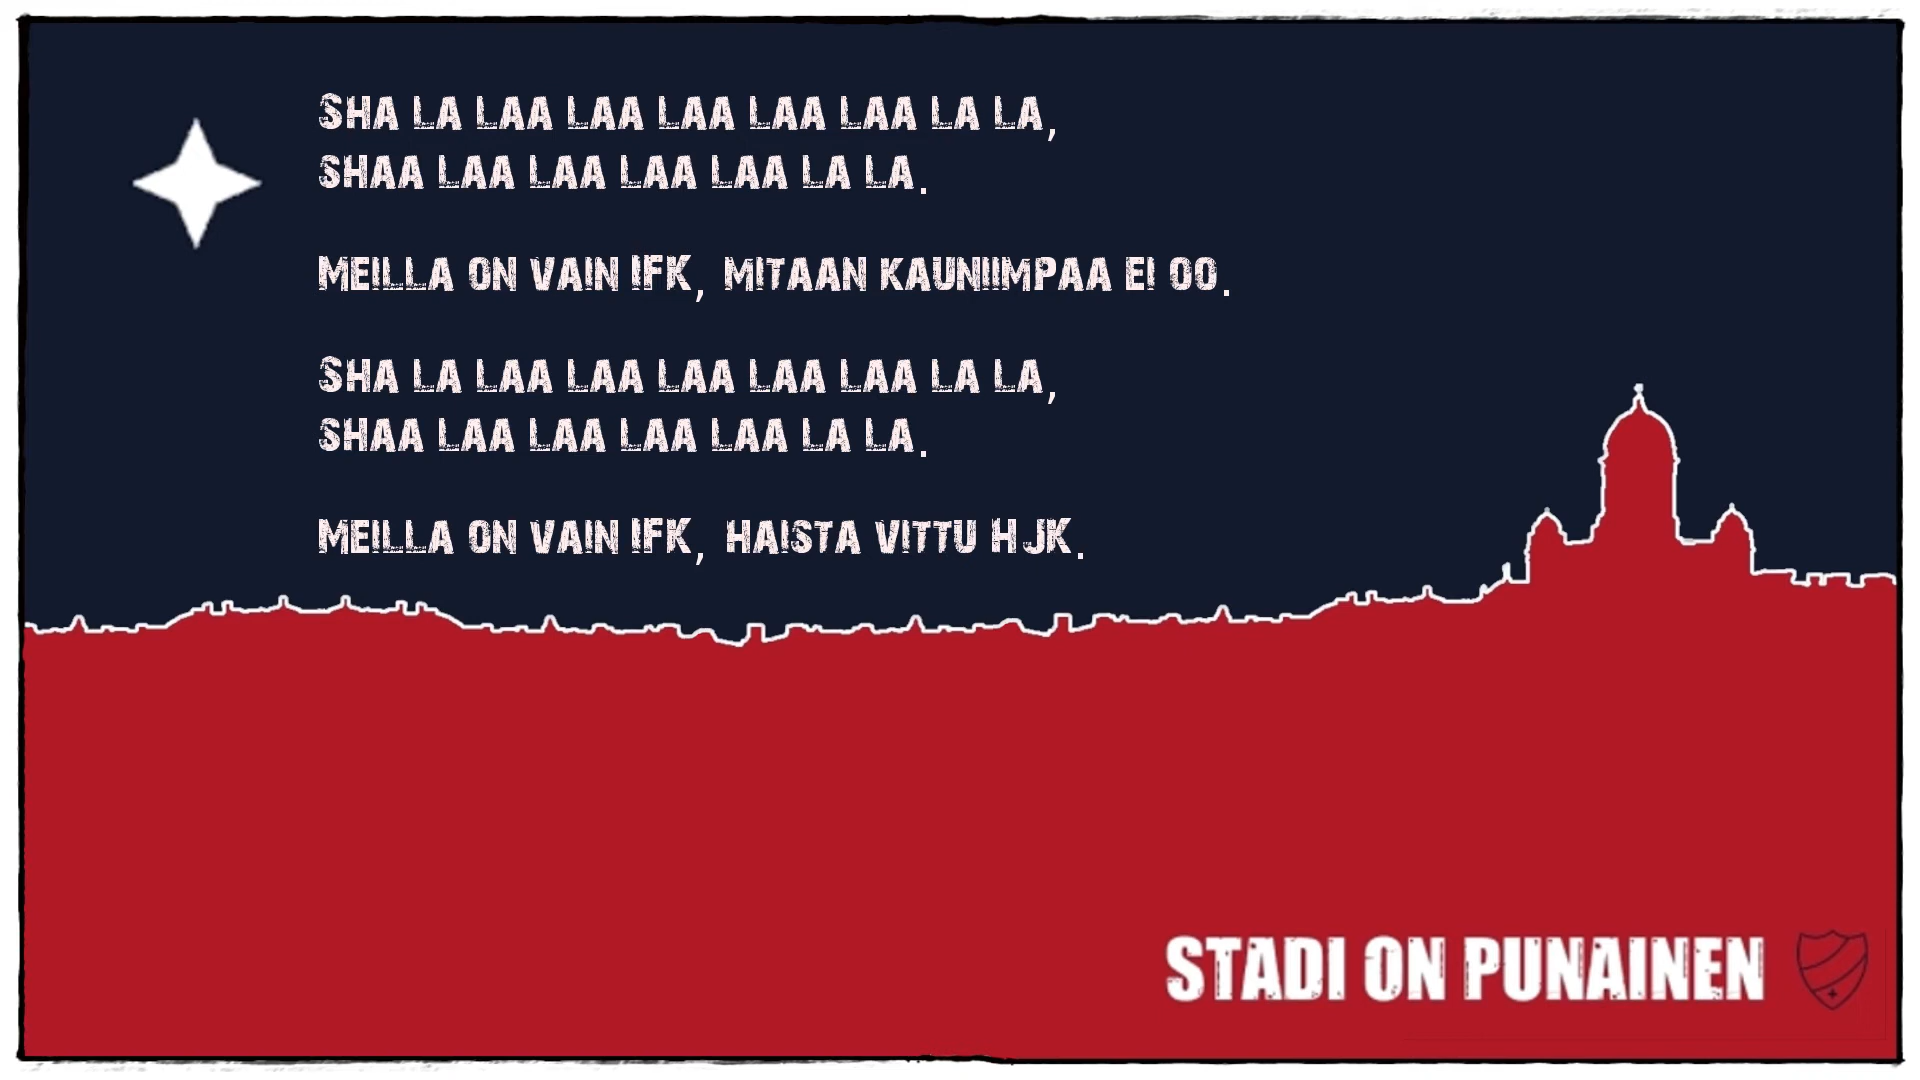 SHA LA LAA LAA LAA LAA LAA LA LA,
SHAA LAA LAA LAA LAA LA LA.
MEILLA ON VAIN IFK, MITAAN KAUNIIMPAA EI OO.
SHA LA LAA LAA LAA LAA LAA LA LA,
SHAA LAA LAA LAA LAA LA LA.
MEILLA ON VAIN IFK, HAISTA VITTU HJK.
STADI ON PUNAINEN